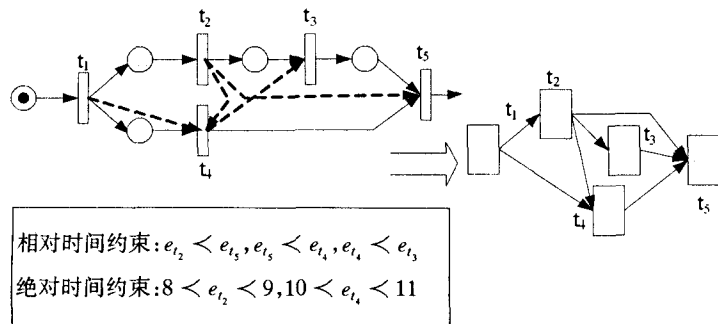 t₁
t₂
t₃
t₅
t₄
t₁
t₂
t₃
t₄
t₅
相对时间约束:e_{t₂} < e_{t₅}, e_{t₅} < e_{t₄}, e_{t₄} < e_{t₃}
绝对时间约束:8 < e_{t₂} < 9, 10 < e_{t₄} < 11